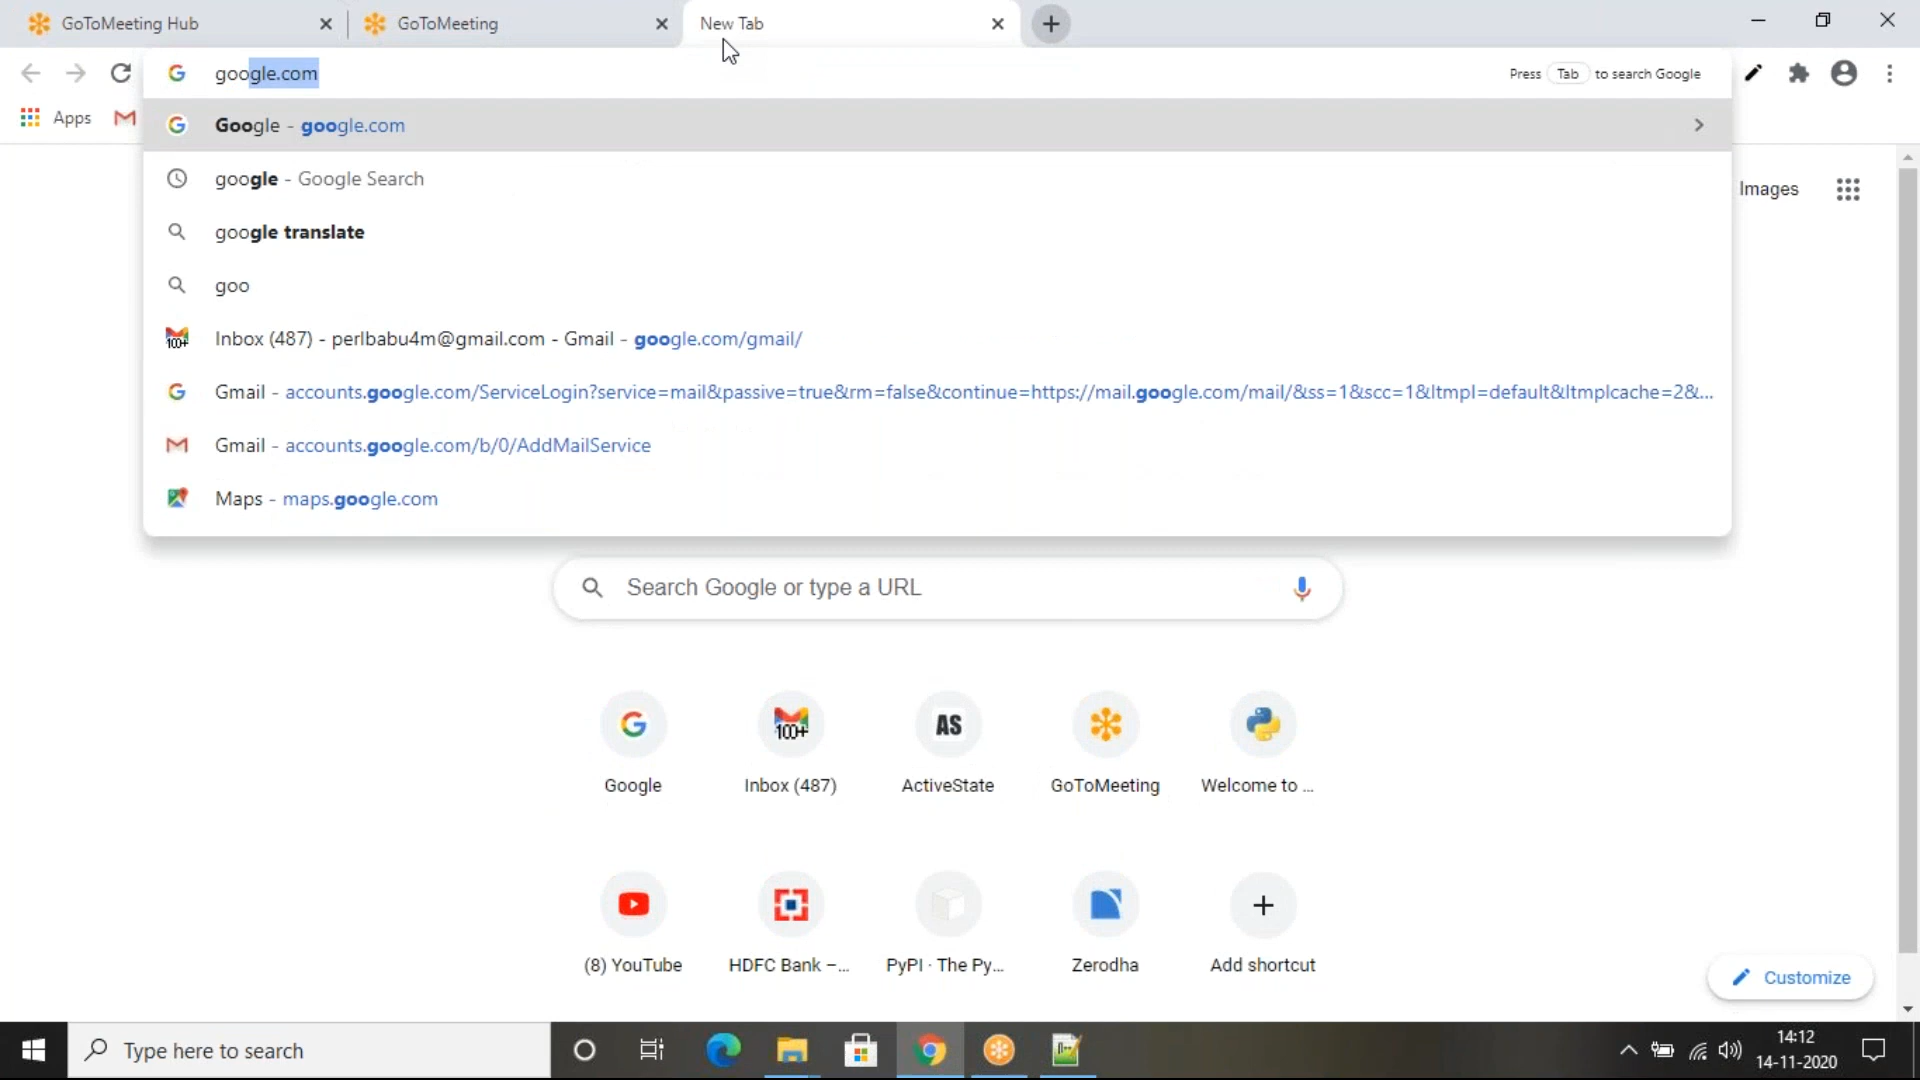 GoToMeeting Hub
GoToMeeting
New Tab
google.com
Press Tab to search Google
Apps
Google - google.com
google - Google Search
google translate
goo
Inbox (487) - perlbabu4m@gmail.com - Gmail - google.com/gmail/
Gmail - accounts.google.com/ServiceLogin?service=mail&passive=true&rm=false&continue=https://mail.google.com/mail/&ss=1&scc=1&ltmpl=default&ltmplcache=2&...
Gmail - accounts.google.com/b/0/AddMailService
Maps - maps.google.com
Images
Search Google or type a URL
100+
AS
Google
Inbox (487)
ActiveState
GoToMeeting
Welcome to ...
(8) YouTube
HDFC Bank –...
PyPI · The Py...
Zerodha
Add shortcut
Customize
Type here to search
14:12
14-11-2020